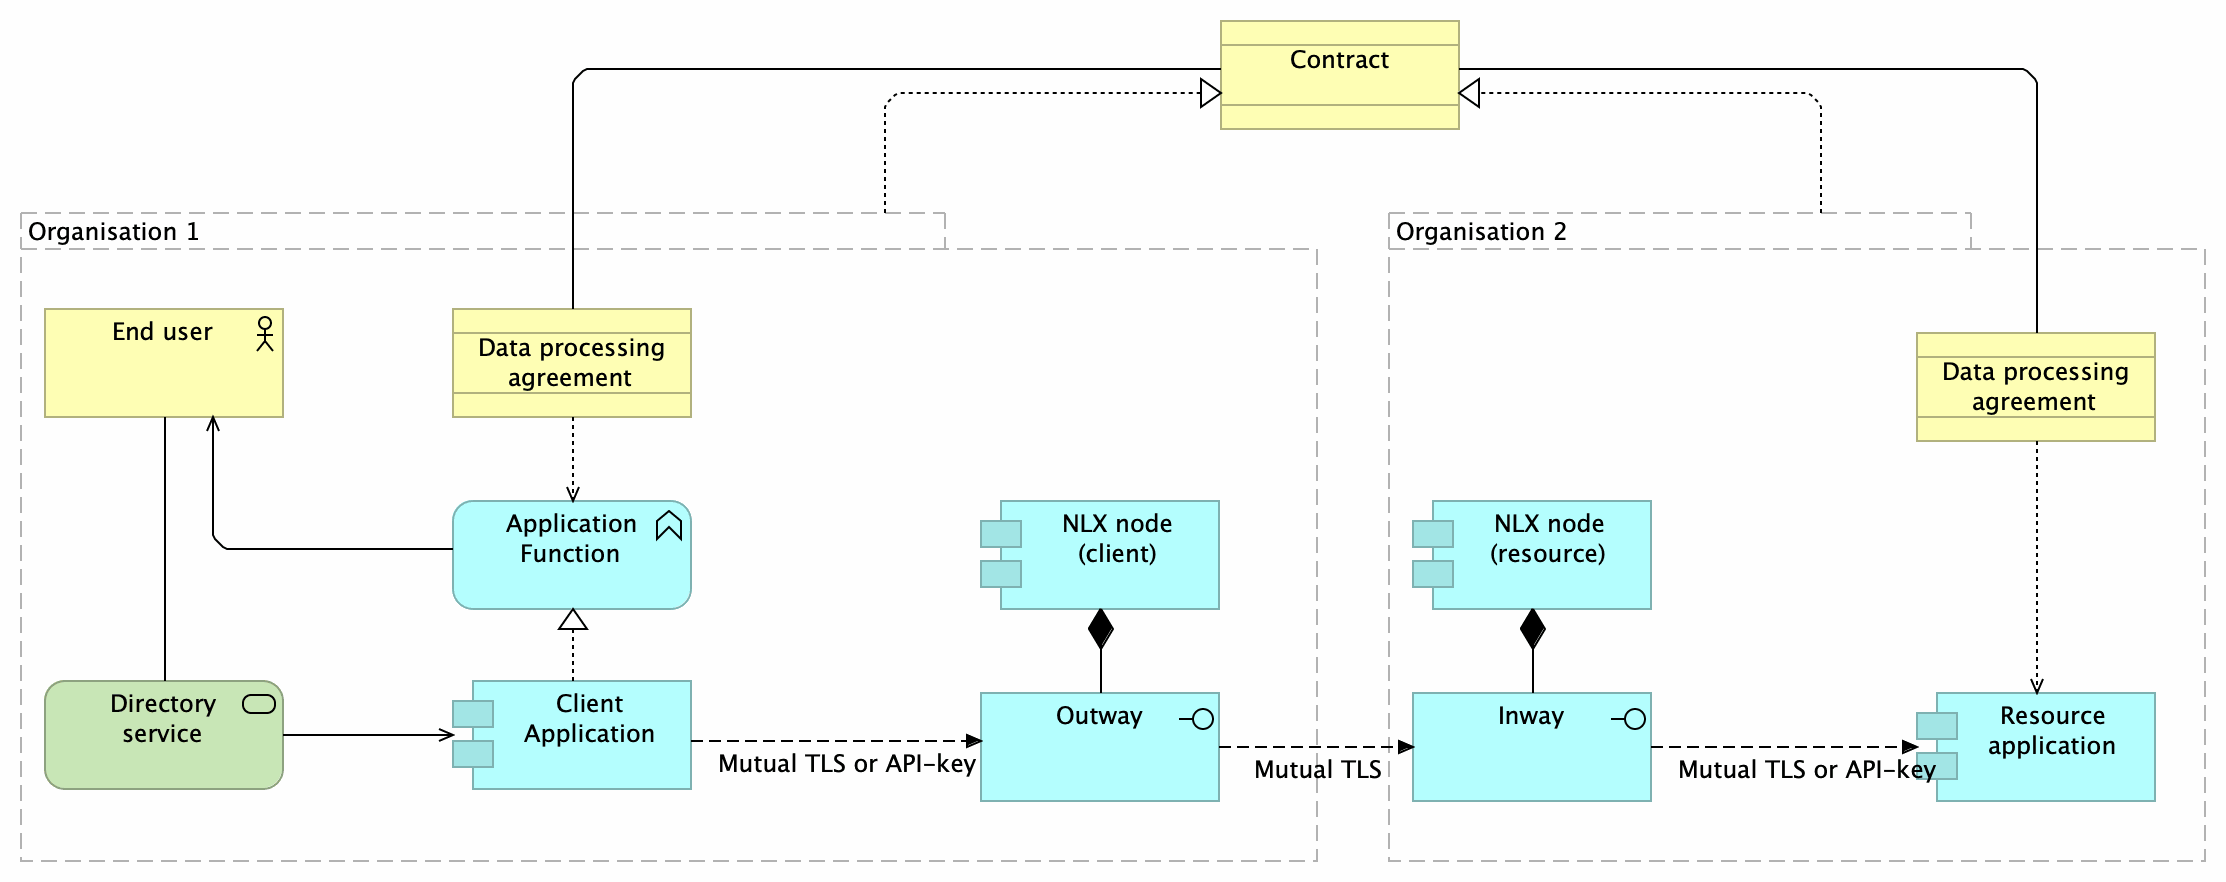 Contract
Organisation 1
Organisation 2
End user
Data processing
agreement
Data processing
agreement
Application
Function
NLX node
(client)
NLX node
(resource)
Directory
service
Client
Application
Outway
Inway
Resource
application
Mutual TLS or API-key
Mutual TLS
Mutual TLS or API-key